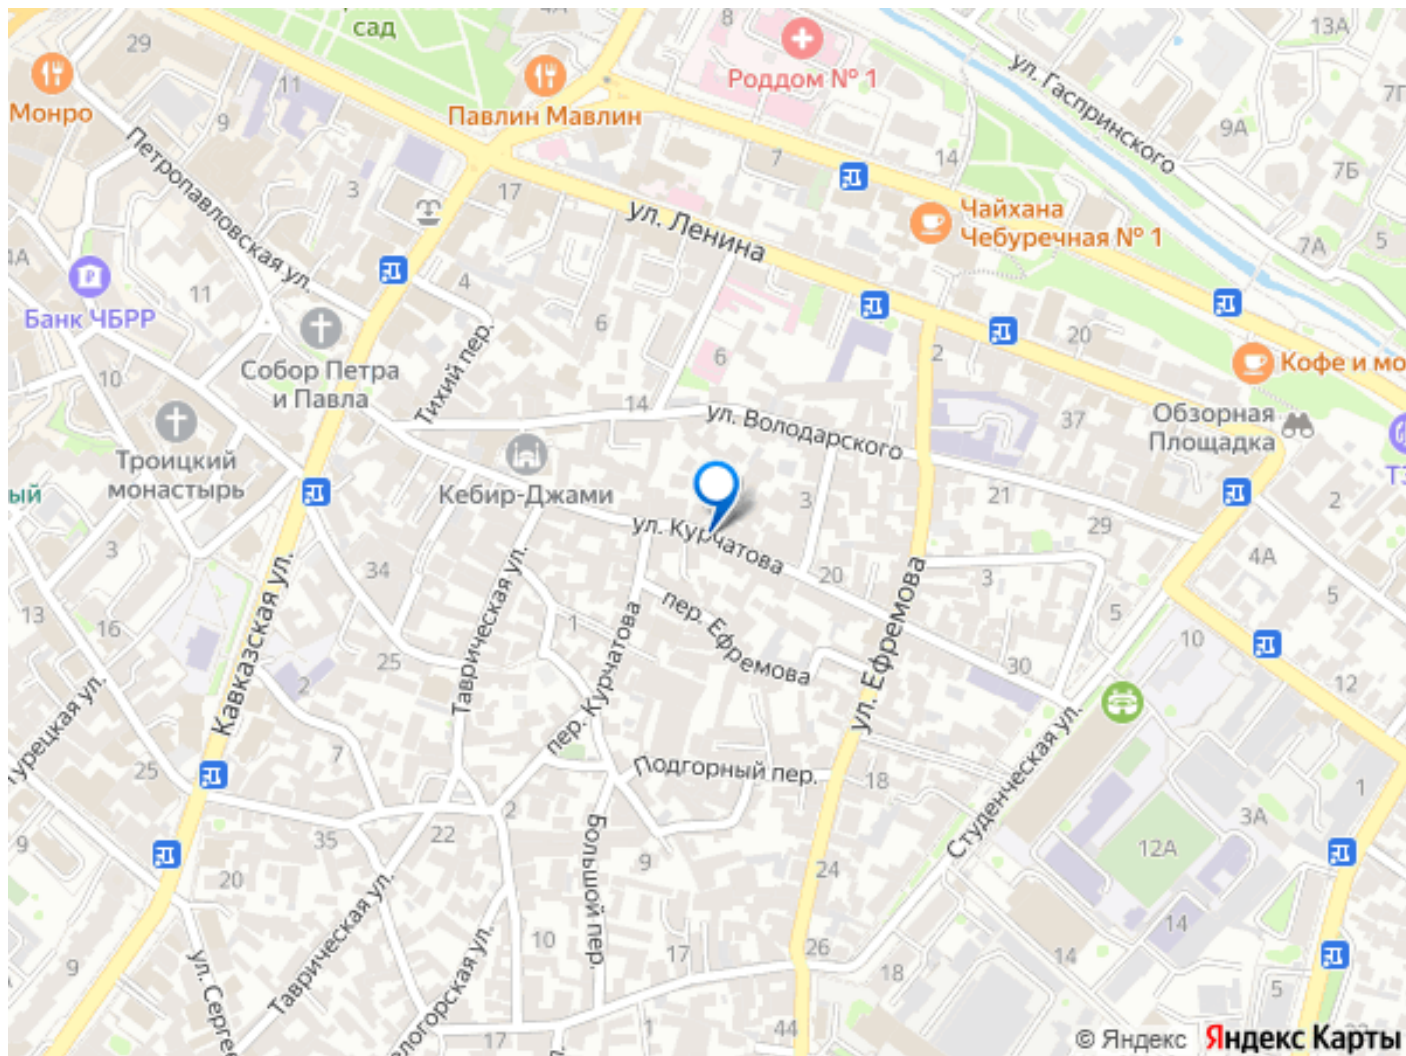 сад
29
8
13А
Роддом № 1
ул. Гаспринского
Монро
Павлин Мавлин
11
9
7
14
9А
7Б
Петропавловская ул.
3
17
ул. Ленина
Чайхана
Чебуречная № 1
7А
5
4А
11
4
Банк ЧБРР
6
Тихий пер.
Собор Петра
и Павла
6
2
20
Кофе и мо
10
14
ул. Володарского
37
Обзорная
Площадка
Троицкий
монастырь
Кебир-Джами
ый
3
21
29
2
3
ул. Курчатова
34
20
3
4А
13
16
1
пер. Ефремова
5
5
10
Кавказская ул.
Таврическая ул.
25
2
30
12
ул. Ефремова
пер. Курчатова
7
25
Подгорный пер.
18
Студенческая ул.
1
3А
2
22
35
12А
9
9
20
24
Большой пер.
Таврическая ул.
14
10
17
26
14
18
9
ул. Сергее
елогорская ул.
17
1
44
5
© Яндекс Яндекс Карты